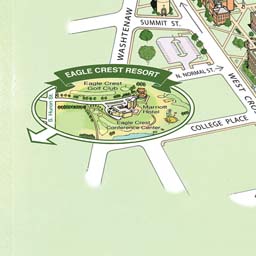 SUMMIT ST.
WASHTENAW
EAGLE CREST RESORT
N. NORMAL ST.
Eagle Crest
Golf Club
Marriott
Hotel
Eagle Crest
Conference Center
S. Huron St.
WEST CRO
COLLEGE PLACE